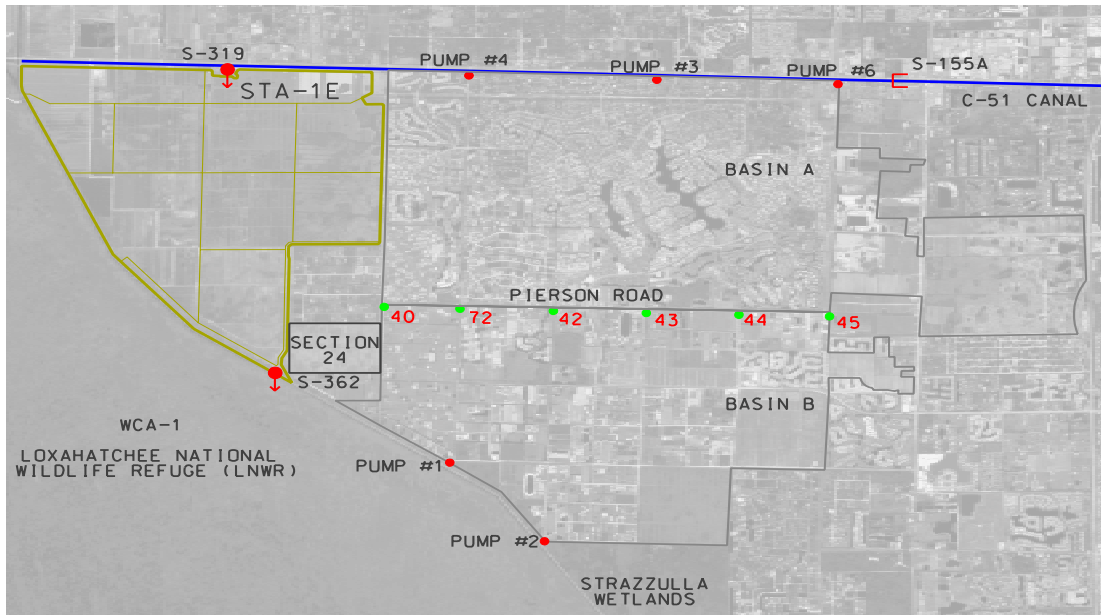 S-319
PUMP #4
PUMP #3
PUMP #6
S-155A
STA-1E
C-51 CANAL
BASIN A
PIERSON ROAD
40
72
42
43
44
45
SECTION
24
S-362
BASIN B
WCA-1
LOXAHATCHEE NATIONAL
WILDLIFE REFUGE (LNWR)
PUMP #1
PUMP #2
STRAZZULLA
WETLANDS